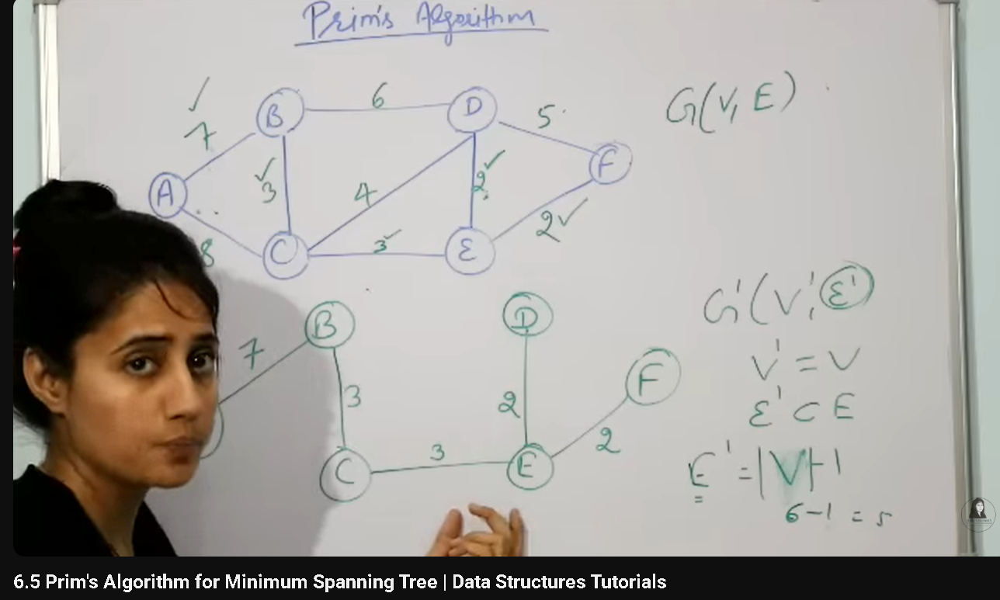 Prim's Algorithm
G(V, E)
7
B
6
D
5
F
A
3
4
2
2
8
C
3
E
G'(V', E')
V' = V
E' ⊂ E
E' = |V|-1
6-1 = 5
7
B
3
C
3
D
2
E
2
F
6.5 Prim's Algorithm for Minimum Spanning Tree | Data Structures Tutorials